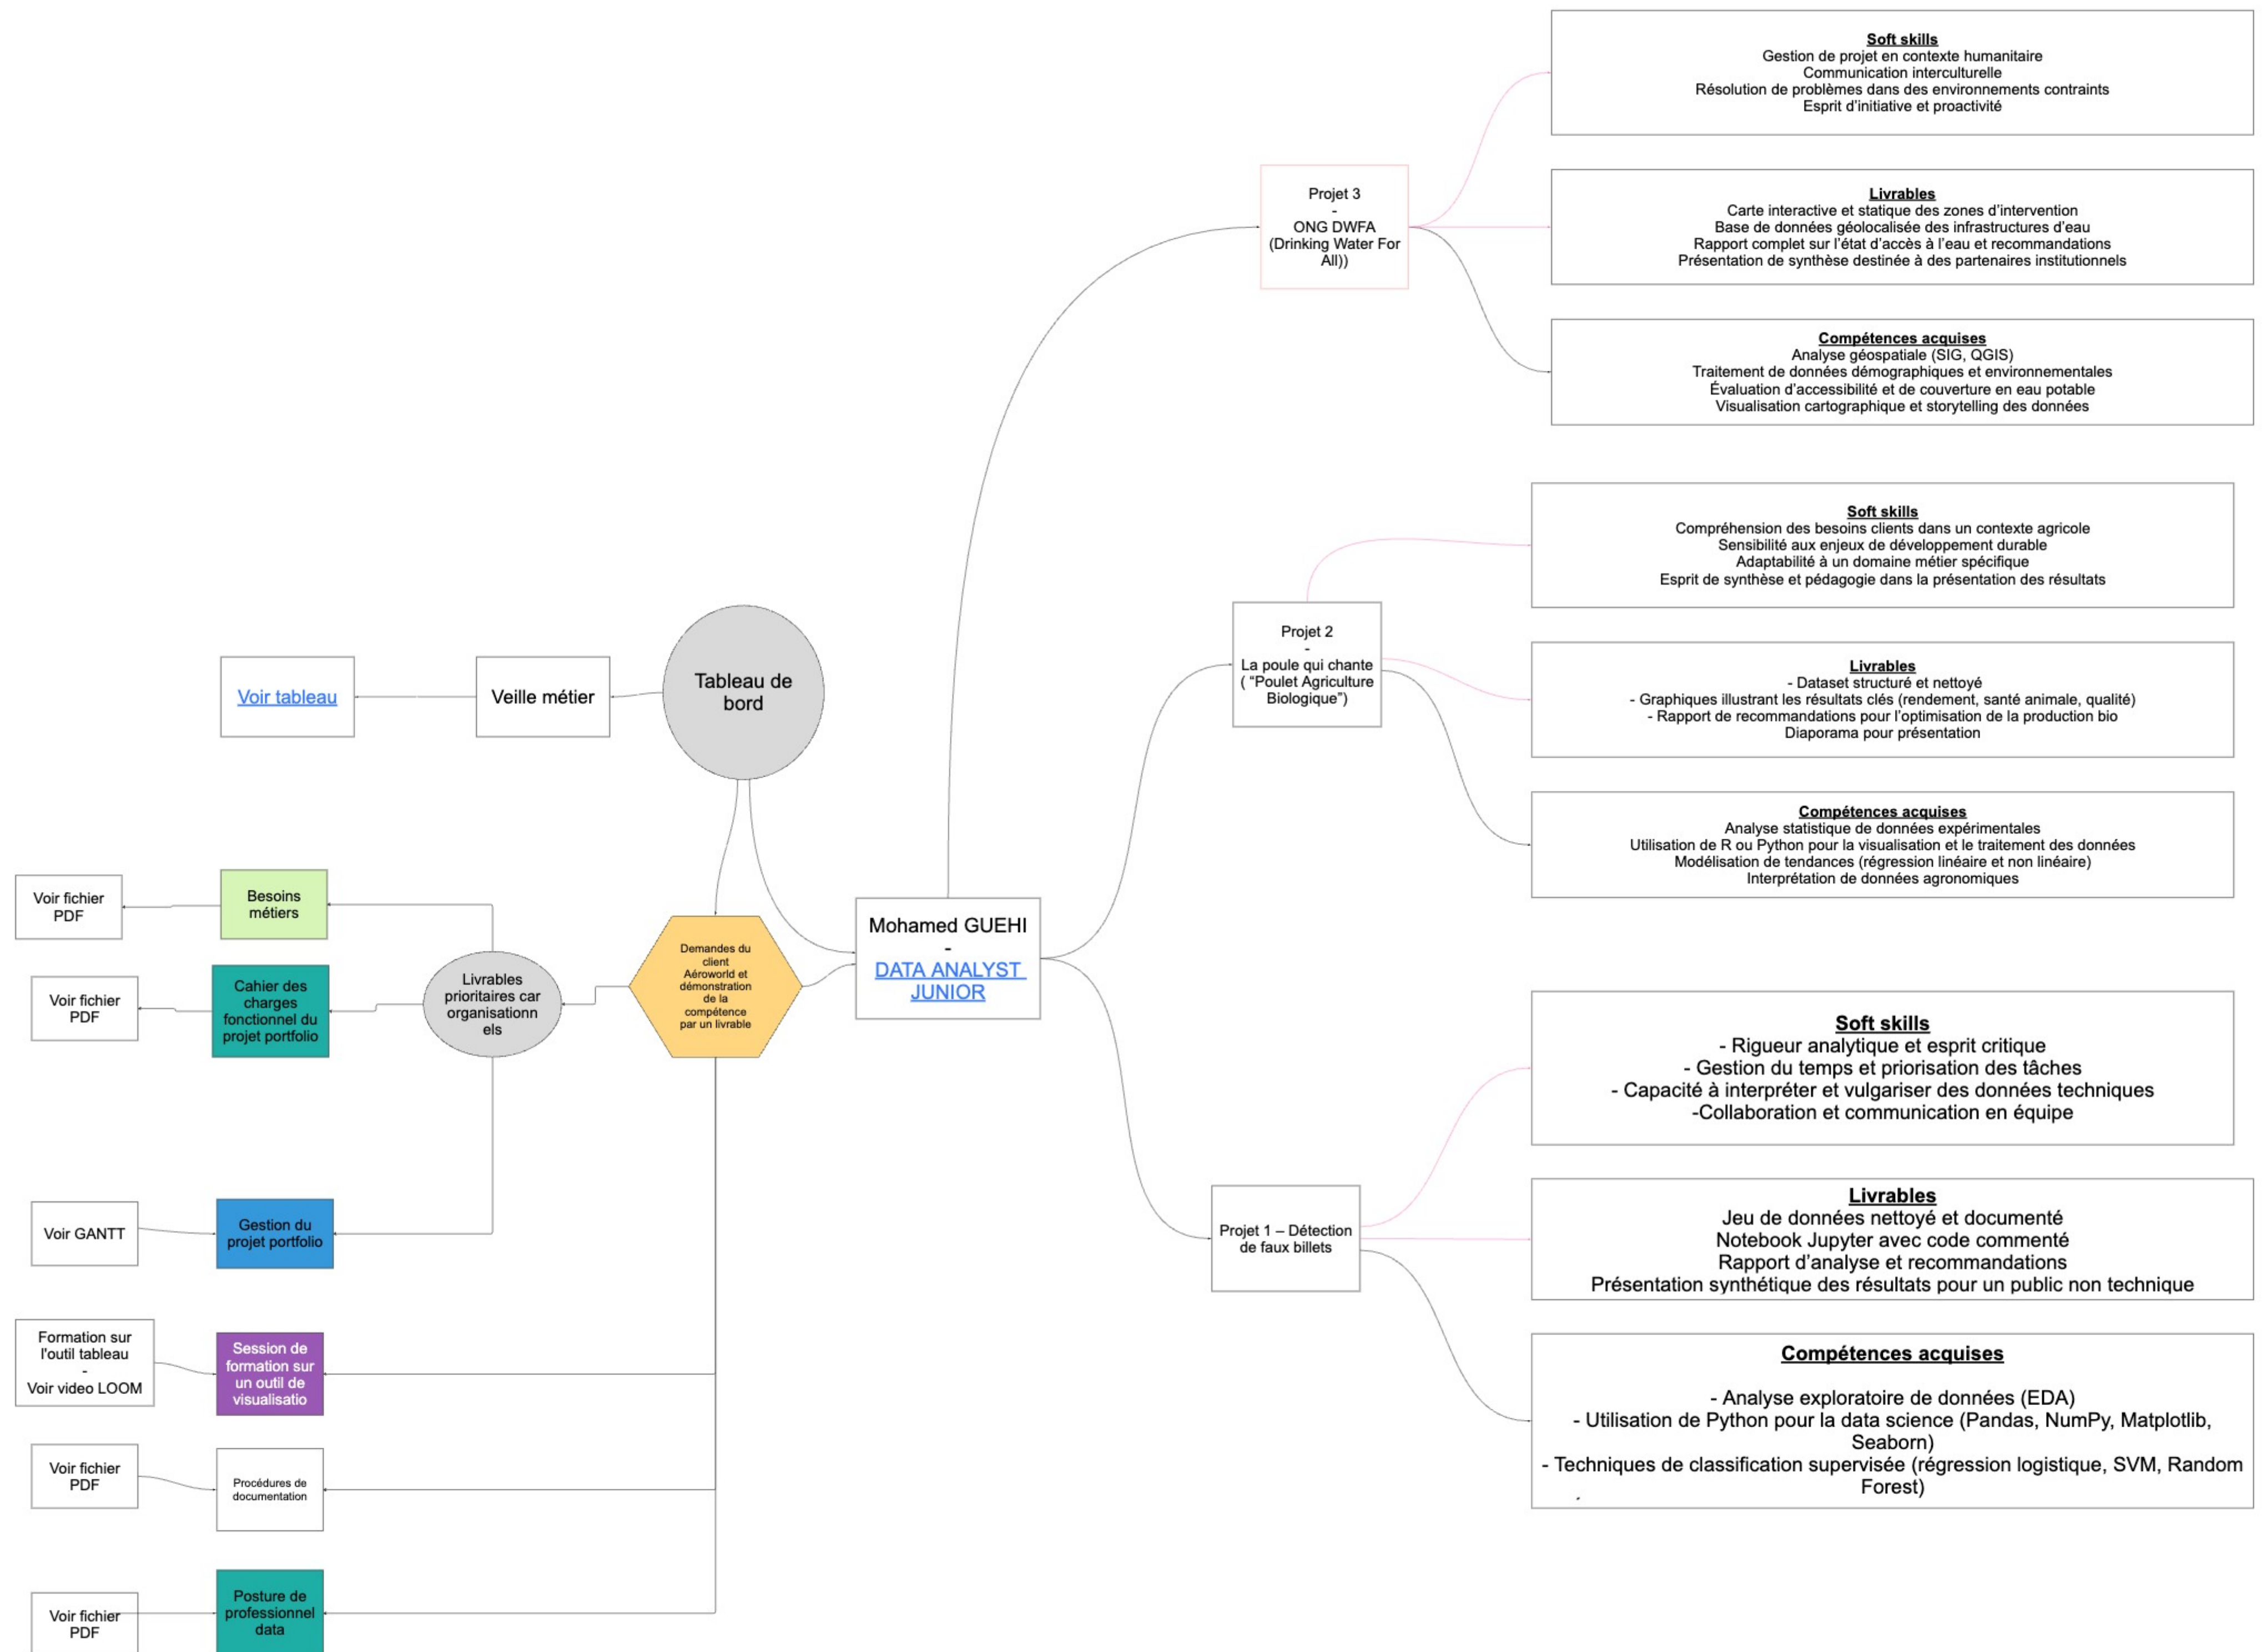 Soft skills
Gestion de projet en contexte humanitaire
Communication interculturelle
Résolution de problèmes dans des environnements contraints
Esprit d'initiative et proactivité
Projet 3
-
ONG DWFA
(Drinking Water For
All))
Livrables
Carte interactive et statique des zones d'intervention
Base de données géolocalisée des infrastructures d'eau
Rapport complet sur l'état d'accès à l'eau et recommandations
Présentation de synthèse destinée à des partenaires institutionnels
Compétences acquises
Analyse géospatiale (SIG, QGIS)
Traitement de données démographiques et environnementales
Évaluation d'accessibilité et de couverture en eau potable
Visualisation cartographique et storytelling des données
Soft skills
Compréhension des besoins clients dans un contexte agricole
Sensibilité aux enjeux de développement durable
Adaptabilité à un domaine métier spécifique
Esprit de synthèse et pédagogie dans la présentation des résultats
Projet 2
-
La poule qui chante
( “Poulet Agriculture
Biologique”)
Livrables
- Dataset structuré et nettoyé
- Graphiques illustrant les résultats clés (rendement, santé animale, qualité)
- Rapport de recommandations pour l'optimisation de la production bio
Diaporama pour présentation
Compétences acquises
Analyse statistique de données expérimentales
Utilisation de R ou Python pour la visualisation et le traitement des données
Modélisation de tendances (régression linéaire et non linéaire)
Interprétation de données agronomiques
Tableau de
bord
Veille métier
Voir tableau
Mohamed GUEHI
-
DATA ANALYST
JUNIOR
Demandes du
client
Aéroworld et
démonstration
de la
compétence
par un livrable
Livrables
prioritaires car
organisationn
els
Besoins
métiers
Voir fichier
PDF
Cahier des
charges
fonctionnel du
projet portfolio
Voir fichier
PDF
Gestion du
projet portfolio
Voir GANTT
Session de
formation sur
un outil de
visualisatio
Formation sur
l'outil tableau
-
Voir video LOOM
Procédures de
documentation
Voir fichier
PDF
Posture de
professionnel
data
Voir fichier
PDF
Projet 1 – Détection
de faux billets
Soft skills
- Rigueur analytique et esprit critique
- Gestion du temps et priorisation des tâches
- Capacité à interpréter et vulgariser des données techniques
-Collaboration et communication en équipe
Livrables
Jeu de données nettoyé et documenté
Notebook Jupyter avec code commenté
Rapport d'analyse et recommandations
Présentation synthétique des résultats pour un public non technique
Compétences acquises
- Analyse exploratoire de données (EDA)
- Utilisation de Python pour la data science (Pandas, NumPy, Matplotlib,
Seaborn)
- Techniques de classification supervisée (régression logistique, SVM, Random
Forest)